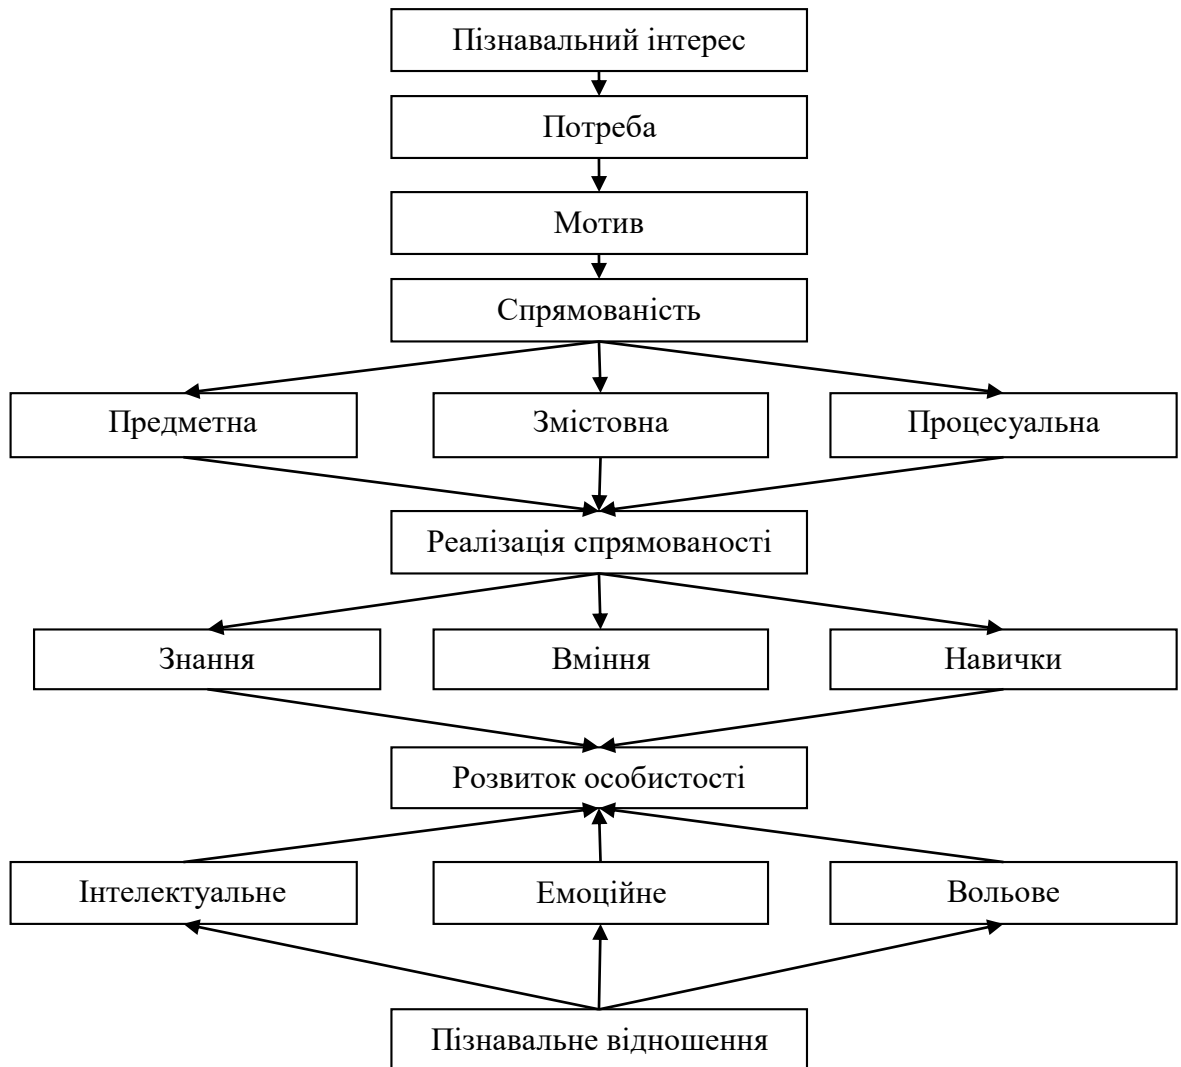 Пізнавальний інтерес
Потреба
Мотив
Спрямованість
Предметна
Змістовна
Процесуальна
Реалізація спрямованості
Знання
Вміння
Навички
Розвиток особистості
Інтелектуальне
Емоційне
Вольове
Пізнавальне відношення